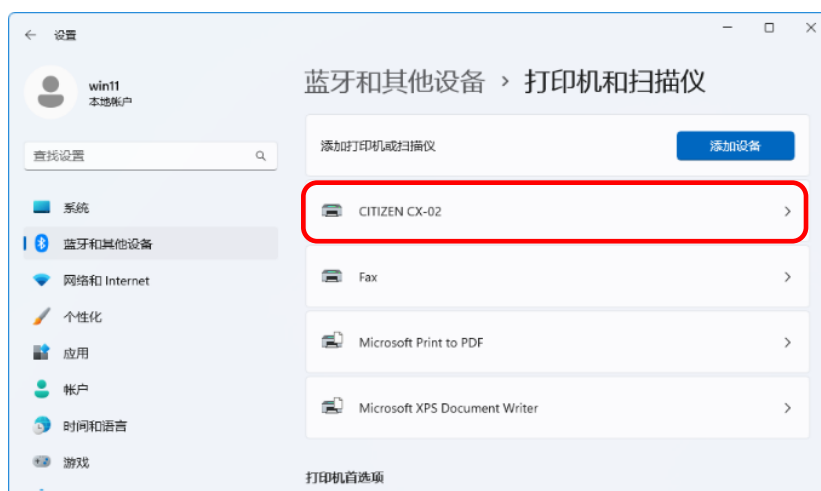 设置
win11
本地帐户
查找设置
系统
蓝牙和其他设备
网络和 Internet
个性化
应用
帐户
时间和语言
游戏
蓝牙和其他设备 › 打印机和扫描仪
添加打印机或扫描仪
添加设备
CITIZEN CX-02
Fax
Microsoft Print to PDF
Microsoft XPS Document Writer
打印机首选项